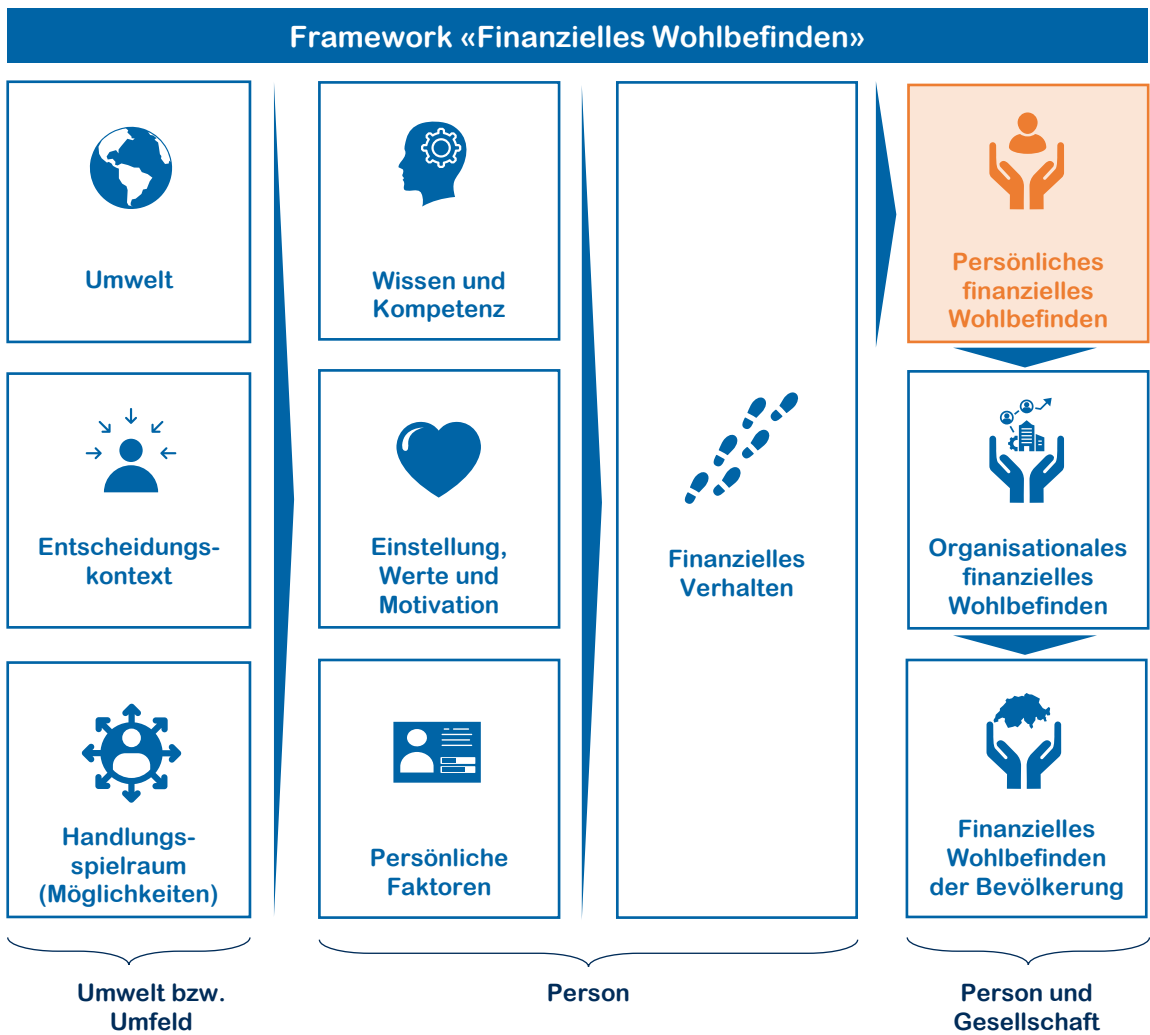 Framework «Finanzielles Wohlbefinden»
Umwelt
Entscheidungs-
kontext
Handlungs-
spielraum
(Möglichkeiten)
Wissen und
Kompetenz
Einstellung,
Werte und
Motivation
Persönliche
Faktoren
Finanzielles
Verhalten
Persönliches
finanzielles
Wohlbefinden
Organisationales
finanzielles
Wohlbefinden
Finanzielles
Wohlbefinden
der Bevölkerung
Umwelt bzw.
Umfeld
Person
Person und
Gesellschaft